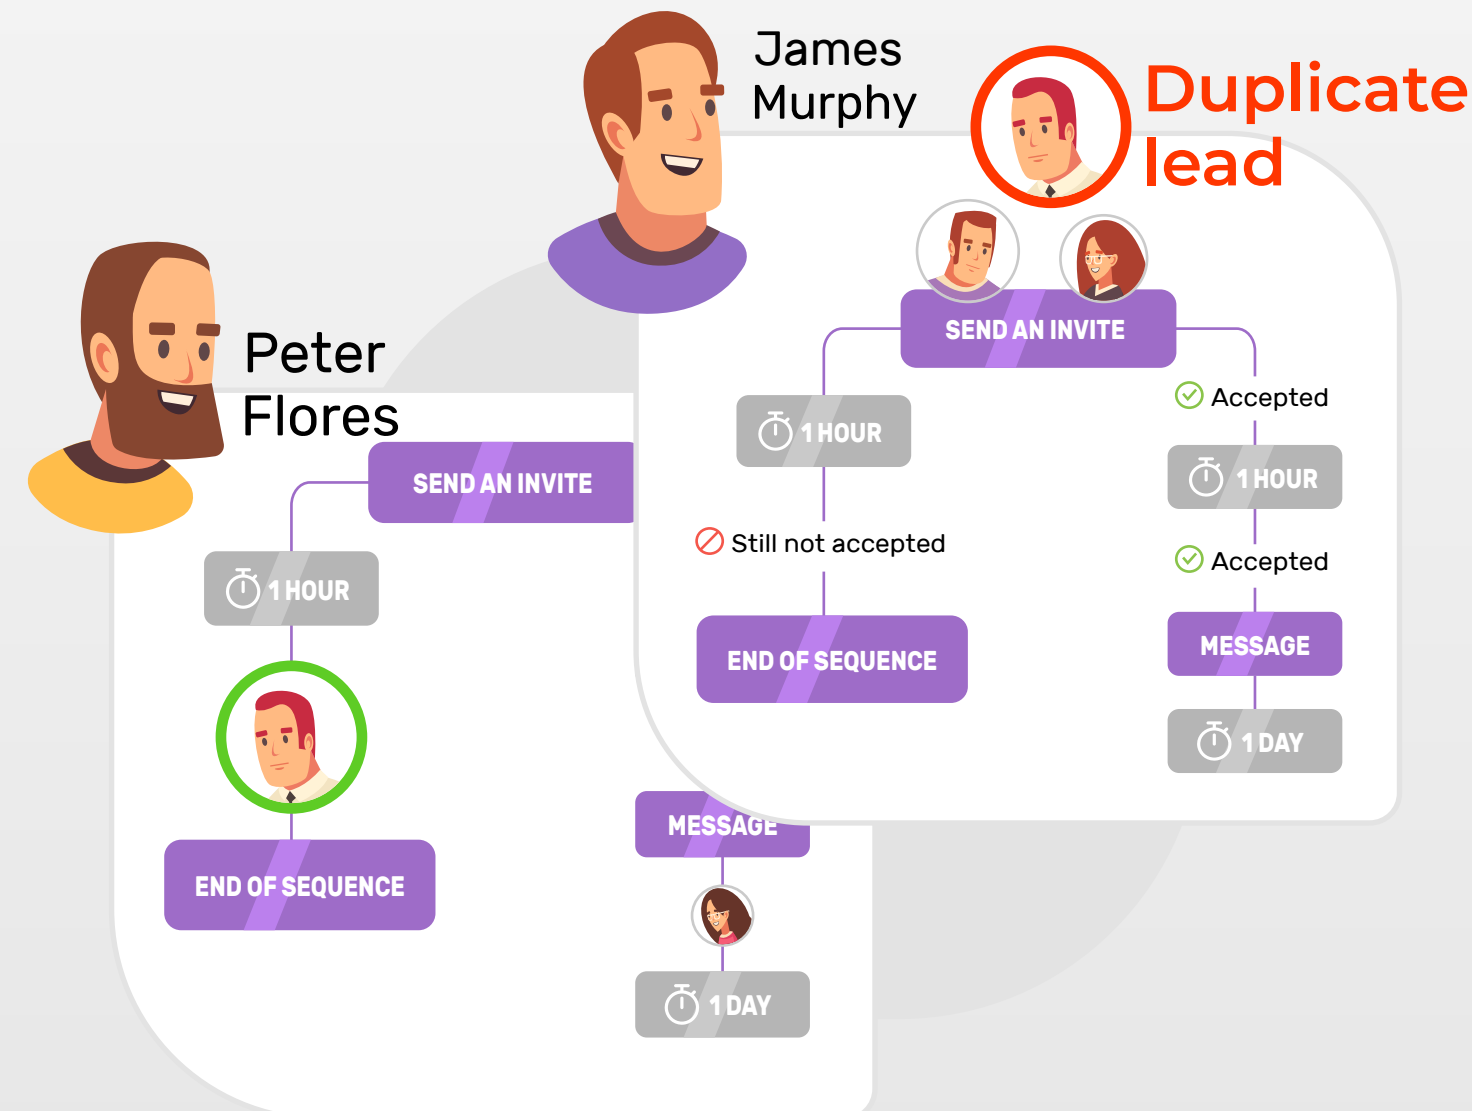 James
Murphy
Duplicate
lead
SEND AN INVITE
1 HOUR
Still not accepted
END OF SEQUENCE
Accepted
1 HOUR
Accepted
MESSAGE
1 DAY
Peter
Flores
SEND AN INVITE
1 HOUR
END OF SEQUENCE
MESSAGE
1 DAY